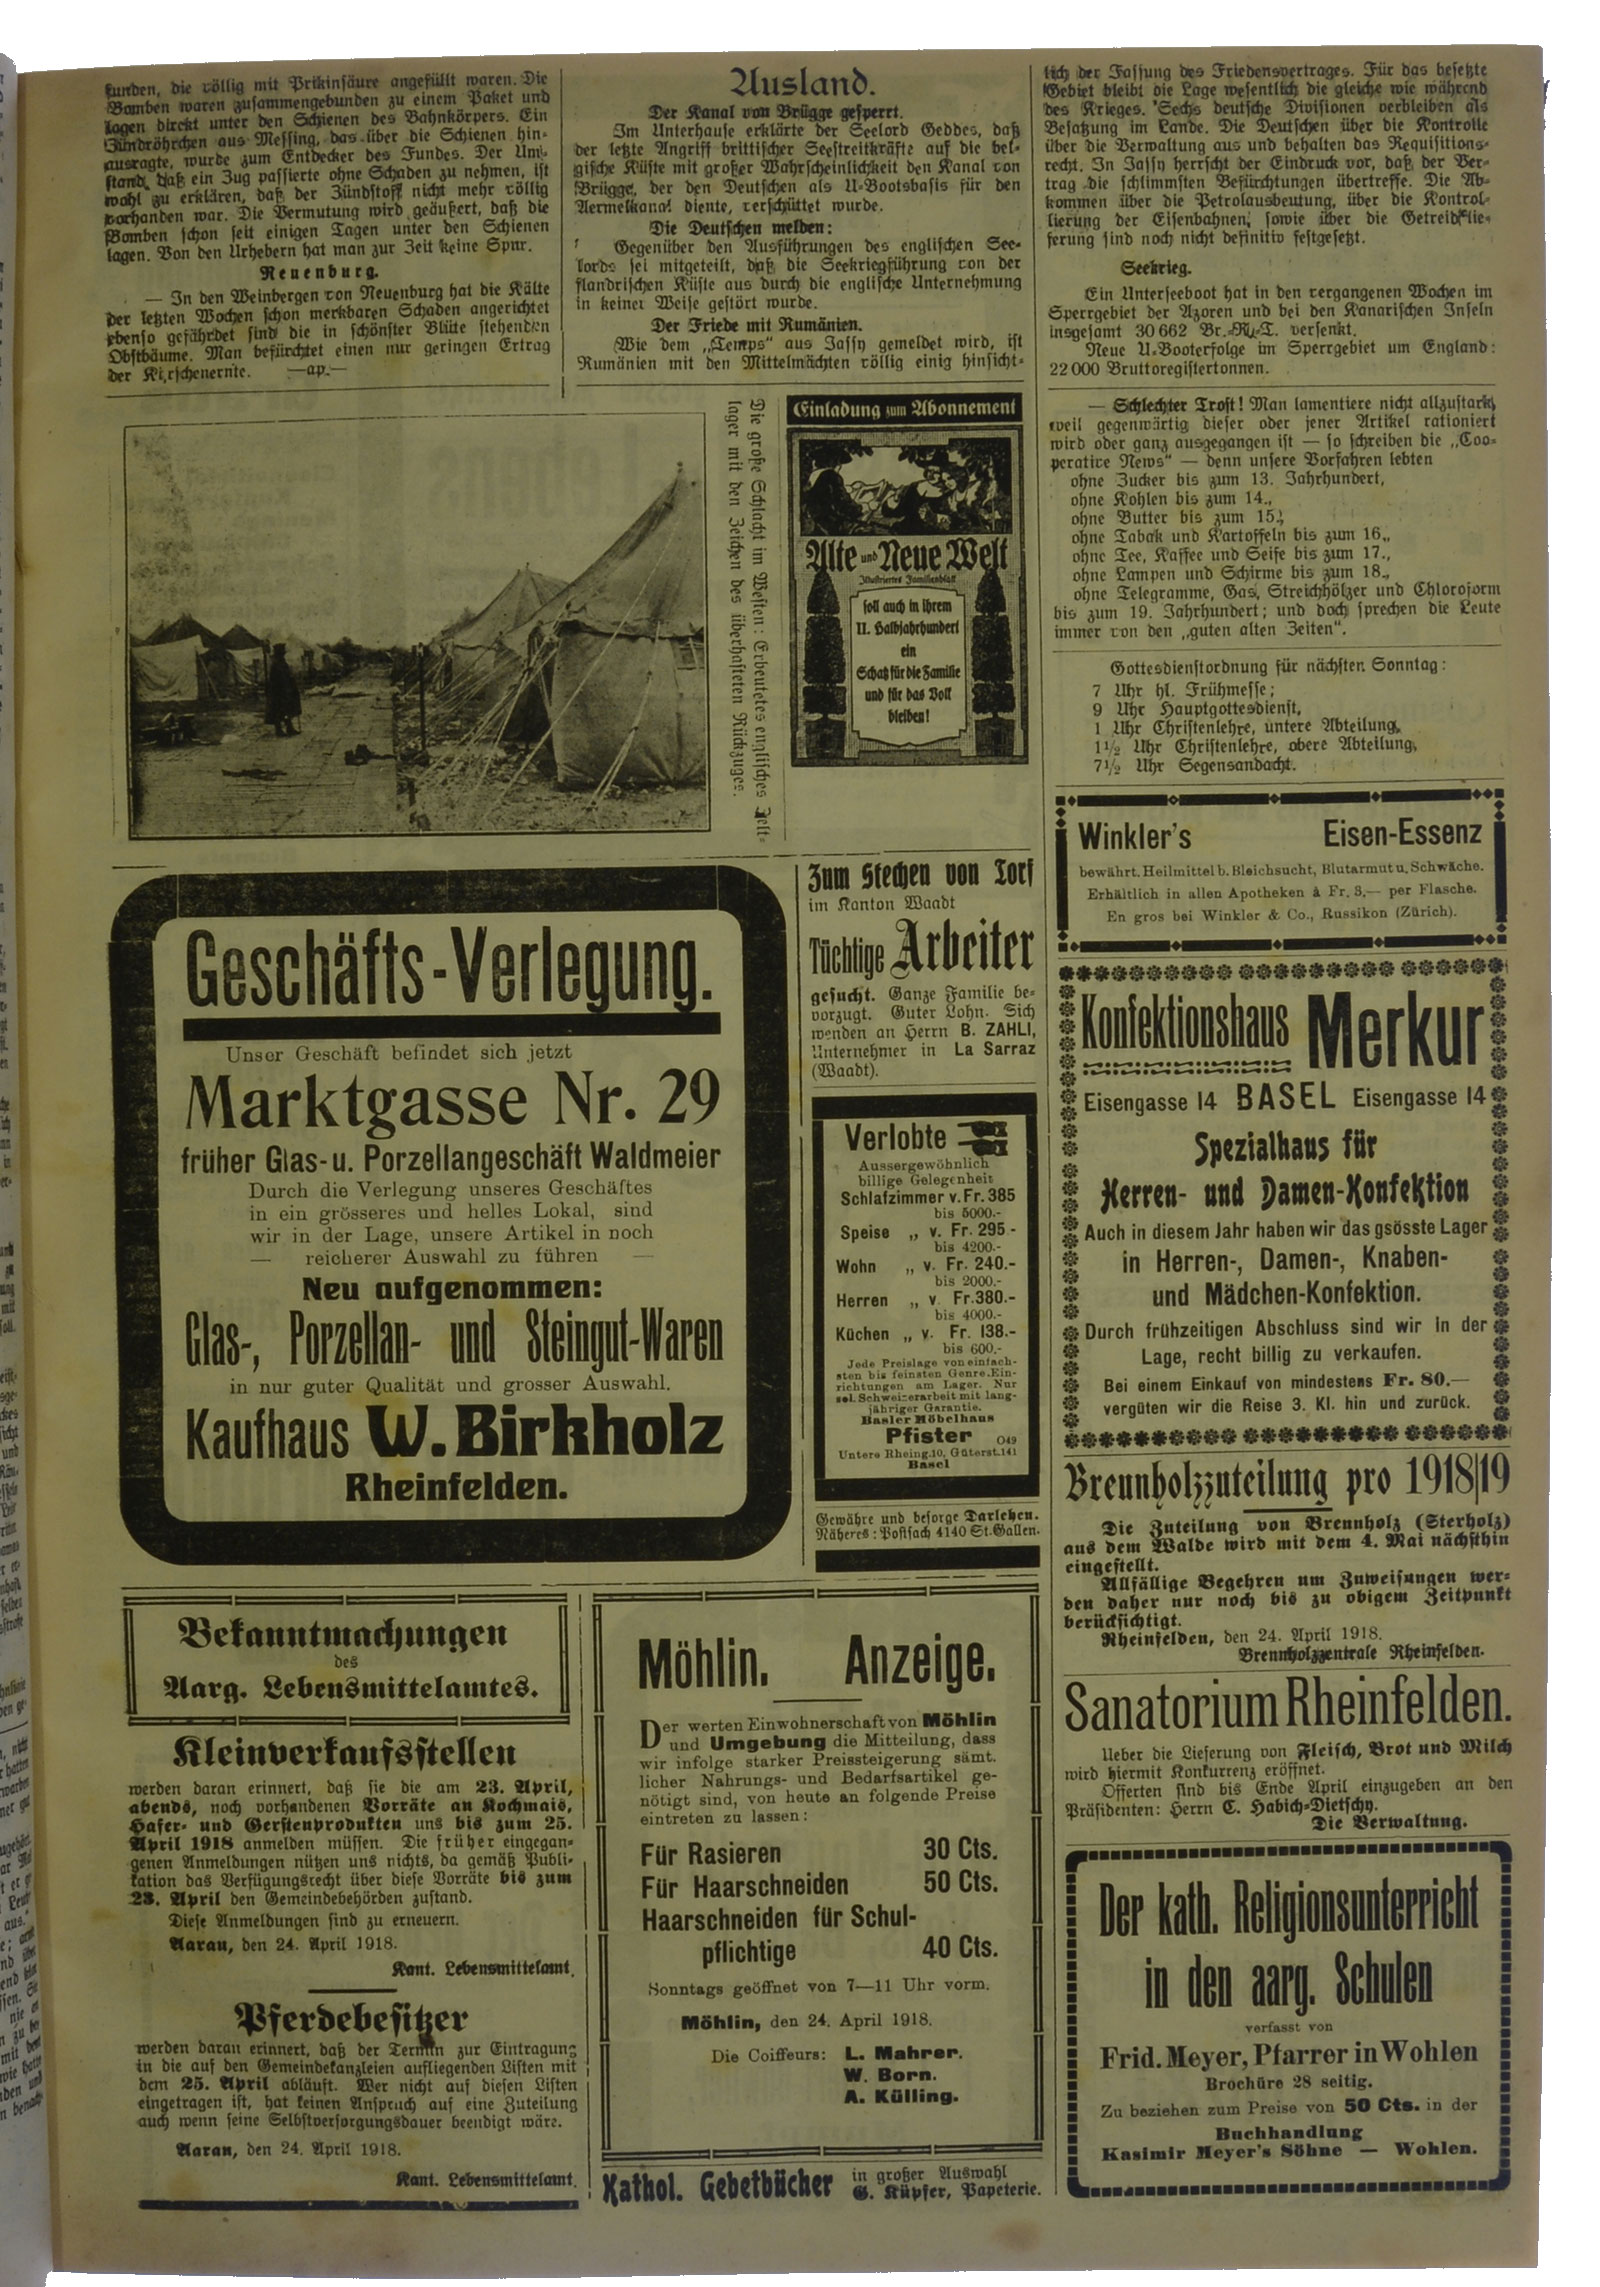 funden, die völlig mit Prikinsäure angefüllt waren. Die
Bomben waren zusammengebunden zu einem Paket und
lagen direkt unter den Schienen des Bahnkörpers. Ein
Zündröhrchen aus Messing, das über die Schienen hin-
ausragte, wurde zum Entdecker des Fundes. Der Um-
stand, daß ein Zug passierte ohne Schaden zu nehmen, ist
wohl zu erklären, daß der Zündstoff nicht mehr völlig
vorhanden war. Die Vermutung wird geäußert, daß die
Bomben schon seit einigen Tagen unter den Schienen
lagen. Von den Urhebern hat man zur Zeit keine Spur.
Neuenburg.
— In den Weinbergen von Neuenburg hat die Kälte
der letzten Wochen schon merkbaren Schaden angerichtet
ebenso gefährdet sind die in schönster Blüte stehenden
Obstbäume. Man befürchtet einen nur geringen Ertrag
der Kirschenernte. —ap.—
Ausland.
Der Kanal von Brügge gesperrt.
Im Unterhause erklärte der Seelord Geddes, daß
der letzte Angriff brittischer Seestreitkräfte auf die bel-
gische Küste mit großer Wahrscheinlichkeit den Kanal von
Brügge, der den Deutschen als U-Bootsbasis für den
Aermelkanal diente, verschüttet wurde.
Die Deutschen melden:
Gegenüber den Ausführungen des englischen See-
lords sei mitgeteilt, daß die Seekriegführung von der
flandrischen Küste aus durch die englische Unternehmung
in keiner Weise gestört wurde.
Der Friede mit Rumänien.
Wie dem „Temps" aus Jassy gemeldet wird, ist
Rumänien mit den Mittelmächten völlig einig hinsicht-
lich der Fassung des Friedensvertrages. Für das besetzte
Gebiet bleibt die Lage wesentlich die gleiche wie während
des Krieges. Sechs deutsche Divisionen verbleiben als
Besatzung im Lande. Die Deutschen über die Kontrolle
über die Verwaltung aus und behalten das Requisitions-
recht. In Jassy herrscht der Eindruck vor, daß der Ver-
trag die schlimmsten Befürchtungen übertreffe. Die Ab-
kommen über die Petrolausbeutung, über die Kontrol-
lierung der Eisenbahnen, sowie über die Getreidelie-
ferung sind noch nicht definitiv festgesetzt.
Seekrieg.
Ein Unterseeboot hat in den vergangenen Wochen im
Sperrgebiet der Azoren und bei den Kanarischen Inseln
insgesamt 30 662 Br.-R.-T. versenkt.
Neue U-Booterfolge im Sperrgebiet um England:
22 000 Bruttoregistertonnen.
— Schlechter Trost! Man lamentiere nicht allzustark,
weil gegenwärtig dieser oder jener Artikel rationiert
wird oder ganz ausgegangen ist — so schreiben die „Coo-
perative News" — denn unsere Vorfahren lebten
ohne Zucker bis zum 13. Jahrhundert,
ohne Kohlen bis zum 14.,
ohne Butter bis zum 15.,
ohne Tabak und Kartoffeln bis zum 16.,
ohne Tee, Kaffee und Seife bis zum 17.,
ohne Lampen und Schirme bis zum 18.,
ohne Telegramme, Gas, Streichhölzer und Chloroform
bis zum 19. Jahrhundert; und doch sprechen die Leute
immer von den „guten alten Zeiten".
Gottesdienstordnung für nächsten Sonntag:
7 Uhr hl. Frühmesse;
9 Uhr Hauptgottesdienst,
1 Uhr Christenlehre, untere Abteilung,
1½ Uhr Christenlehre, obere Abteilung,
7½ Uhr Segensandacht.
Die große Schlacht im Westen: Erbeutetes englisches Zelt-
lager mit den Zeichen des überhasteten Rückzuges.
Einladung zum Abonnement
Alte und Neue Welt
Illustriertes Familienblatt
soll auch in ihrem
II. Halbjahrhundert
ein
Schatz für die Familie
und für das Volk
bleiben!
Winkler's Eisen-Essenz
bewährt. Heilmittel b. Bleichsucht, Blutarmut u. Schwäche.
Erhältlich in allen Apotheken à Fr. 3.— per Flasche.
En gros bei Winkler & Co., Russikon (Zürich).
Geschäfts-Verlegung.
Unser Geschäft befindet sich jetzt
Marktgasse Nr. 29
früher Glas- u. Porzellangeschäft Waldmeier
Durch die Verlegung unseres Geschäftes
in ein grösseres und helles Lokal, sind
wir in der Lage, unsere Artikel in noch
— reicherer Auswahl zu führen —
Neu aufgenommen:
Glas-, Porzellan- und Steingut-Waren
in nur guter Qualität und grosser Auswahl.
Kaufhaus W. Birkholz
Rheinfelden.
Zum Stechen von Torf
im Kanton Waadt
Tüchtige Arbeiter
gesucht. Ganze Familie be-
vorzugt. Guter Lohn. Sich
wenden an Herrn B. ZAHLI,
Unternehmer in La Sarraz
(Waadt).
Verlobte
Aussergewöhnlich
billige Gelegenheit
Schlafzimmer v. Fr. 385
bis 5000.-
Speise „ v. Fr. 295.-
bis 4200.-
Wohn „ v. Fr. 240.-
bis 2000.-
Herren „ v. Fr. 380.-
bis 4000.-
Küchen „ v. Fr. 138.-
bis 600.-
Jede Preislage von einfach-
sten bis feinsten Genre. Ein-
richtungen am Lager. Nur
sol. Schweizerarbeit mit lang-
jähriger Garantie.
Basler Möbelhaus
Pfister O49
Untere Rheing. 10, Güterst. 141
Basel
Gewähre und besorge Darlehen.
Näheres: Postfach 4140 St. Gallen.
Konfektionshaus Merkur
Eisengasse 14 BASEL Eisengasse 14
Spezialhaus für
Herren- und Damen-Konfektion
Auch in diesem Jahr haben wir das gsösste Lager
in Herren-, Damen-, Knaben-
und Mädchen-Konfektion.
Durch frühzeitigen Abschluss sind wir in der
Lage, recht billig zu verkaufen.
Bei einem Einkauf von mindestens Fr. 80.—
vergüten wir die Reise 3. Kl. hin und zurück.
Brennholzzuteilung pro 1918/19
Die Zuteilung von Brennholz (Sterholz)
aus dem Walde wird mit dem 4. Mai nächsthin
eingestellt.
Allfällige Begehren um Zuweisungen wer-
den daher nur noch bis zu obigem Zeitpunkt
berücksichtigt.
Rheinfelden, den 24. April 1918.
Brennholzzentrale Rheinfelden.
Sanatorium Rheinfelden.
Ueber die Lieferung von Fleisch, Brot und Milch
wird hiermit Konkurrenz eröffnet.
Offerten sind bis Ende April einzugeben an den
Präsidenten: Herrn C. Habich-Dietschy.
Die Verwaltung.
Bekanntmachungen
des
Aarg. Lebensmittelamtes.
Kleinverkaufsstellen
werden daran erinnert, daß sie die am 23. April,
abends, noch vorhandenen Vorräte an Kochmais,
Hafer- und Gerstenprodukten uns bis zum 25.
April 1918 anmelden müssen. Die früher eingegan-
genen Anmeldungen nützen uns nichts, da gemäß Publi-
kation das Verfügungsrecht über diese Vorräte bis zum
23. April den Gemeindebehörden zustand.
Diese Anmeldungen sind zu erneuern.
Aarau, den 24. April 1918.
Kant. Lebensmittelamt.
Pferdebesitzer
werden daran erinnert, daß der Termin zur Eintragung
in die auf den Gemeindekanzleien aufliegenden Listen mit
dem 25. April abläuft. Wer nicht auf diesen Listen
eingetragen ist, hat keinen Anspruch auf eine Zuteilung
auch wenn seine Selbstversorgungsdauer beendigt wäre.
Aarau, den 24. April 1918.
Kant. Lebensmittelamt.
Möhlin. Anzeige.
Der werten Einwohnerschaft von Möhlin
und Umgebung die Mitteilung, dass
wir infolge starker Preissteigerung sämt.
licher Nahrungs- und Bedarfsartikel ge-
nötigt sind, von heute an folgende Preise
eintreten zu lassen:
Für Rasieren 30 Cts.
Für Haarschneiden 50 Cts.
Haarschneiden für Schul-
pflichtige 40 Cts.
Sonntags geöffnet von 7—11 Uhr vorm.
Möhlin, den 24. April 1918.
Die Coiffeurs: L. Mahrer.
W. Born.
A. Külling.
Kathol. Gebetbücher in großer Auswahl
G. Küpfer, Papeterie.
Der kath. Religionsunterricht
in den aarg. Schulen
verfasst von
Frid. Meyer, Pfarrer in Wohlen
Brochüre 28 seitig.
Zu beziehen zum Preise von 50 Cts. in der
Buchhandlung
Kasimir Meyer's Söhne — Wohlen.